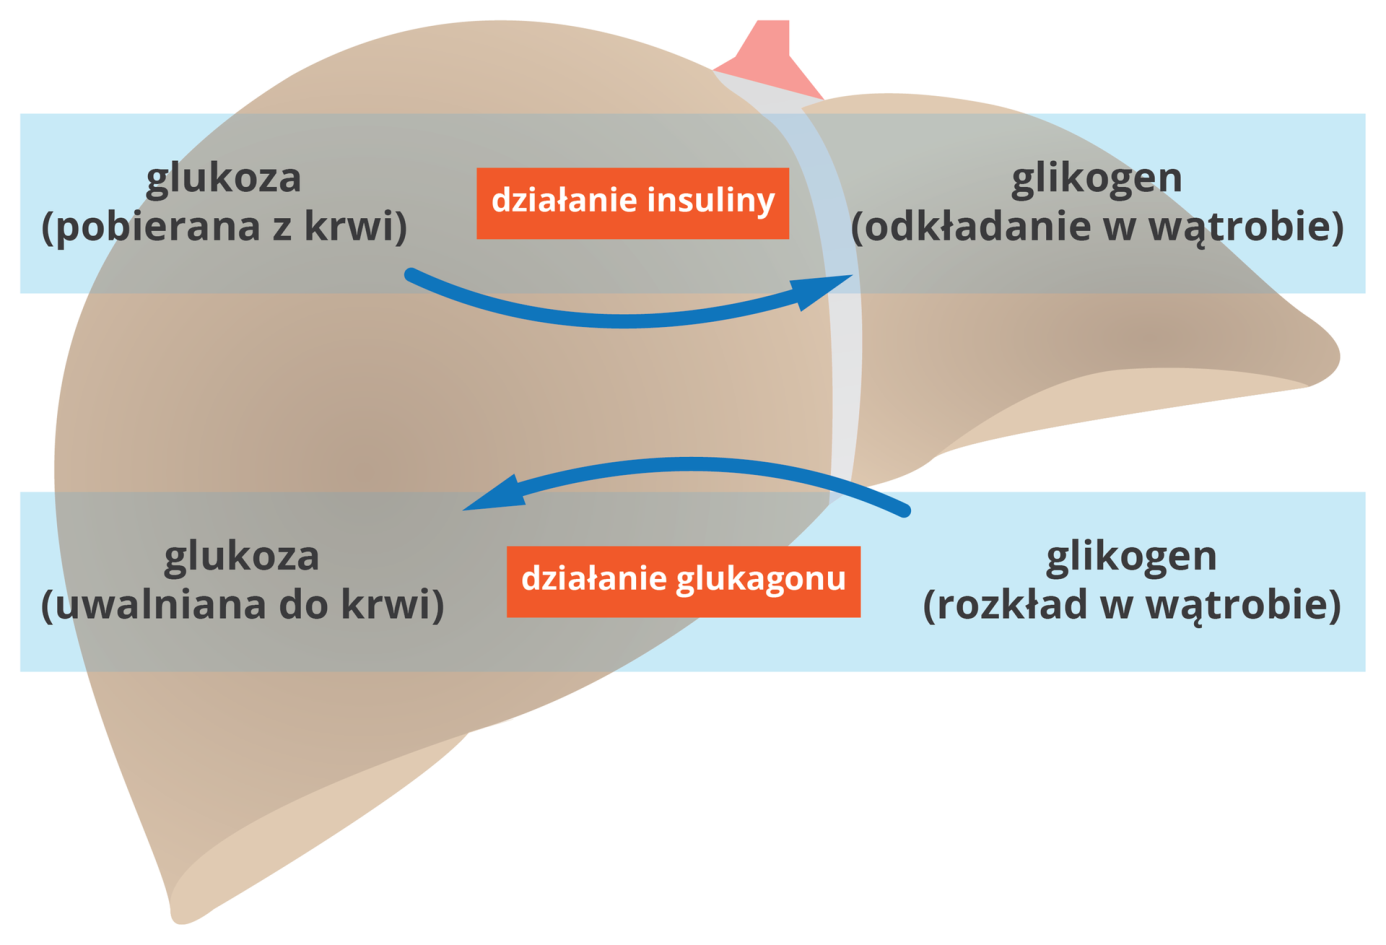 glukoza
(pobierana z krwi)
działanie insuliny
glikogen
(odkładanie w wątrobie)
glukoza
(uwalniana do krwi)
działanie glukagonu
glikogen
(rozkład w wątrobie)